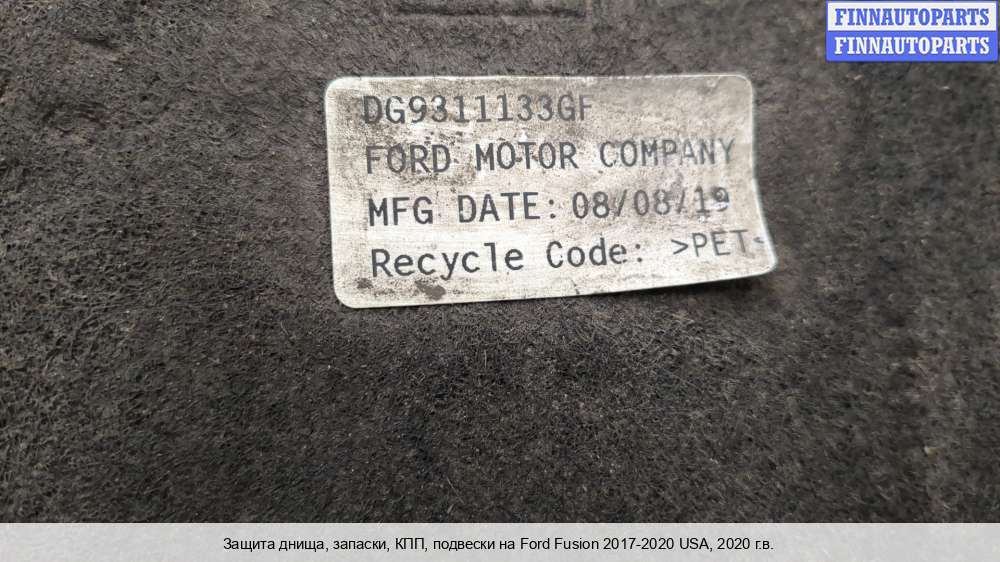 FINNAUTOPARTS
FINNAUTOPARTS
DG9311133GF
FORD MOTOR COMPANY
MFG DATE: 08/08/19
Recycle Code: >PET<
Защита днища, запаски, КПП, подвески на Ford Fusion 2017-2020 USA, 2020 г.в.